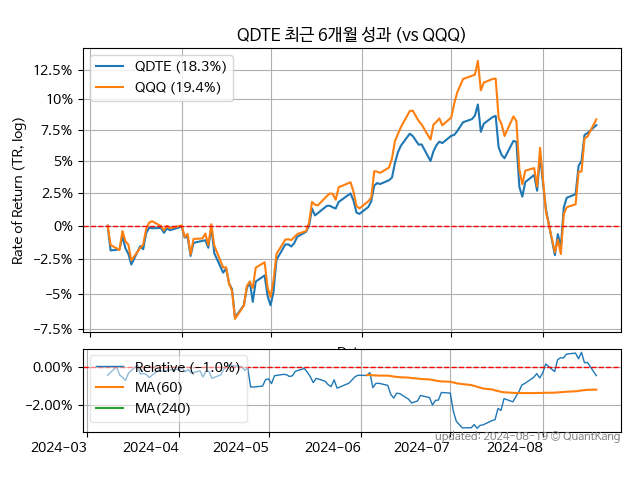 QDTE 최근 6개월 성과 (vs QQQ)
QDTE (18.3%)
QQQ (19.4%)
Rate of Return (TR, log)
12.5%
10%
7.5%
5%
2.5%
0%
−2.5%
−5%
−7.5%
Relative (−1.0%)
MA(60)
MA(240)
0.00%
−2.00%
2024-03
2024-04
2024-05
2024-06
2024-07
2024-08
updated: 2024-08-19 © QuantKang